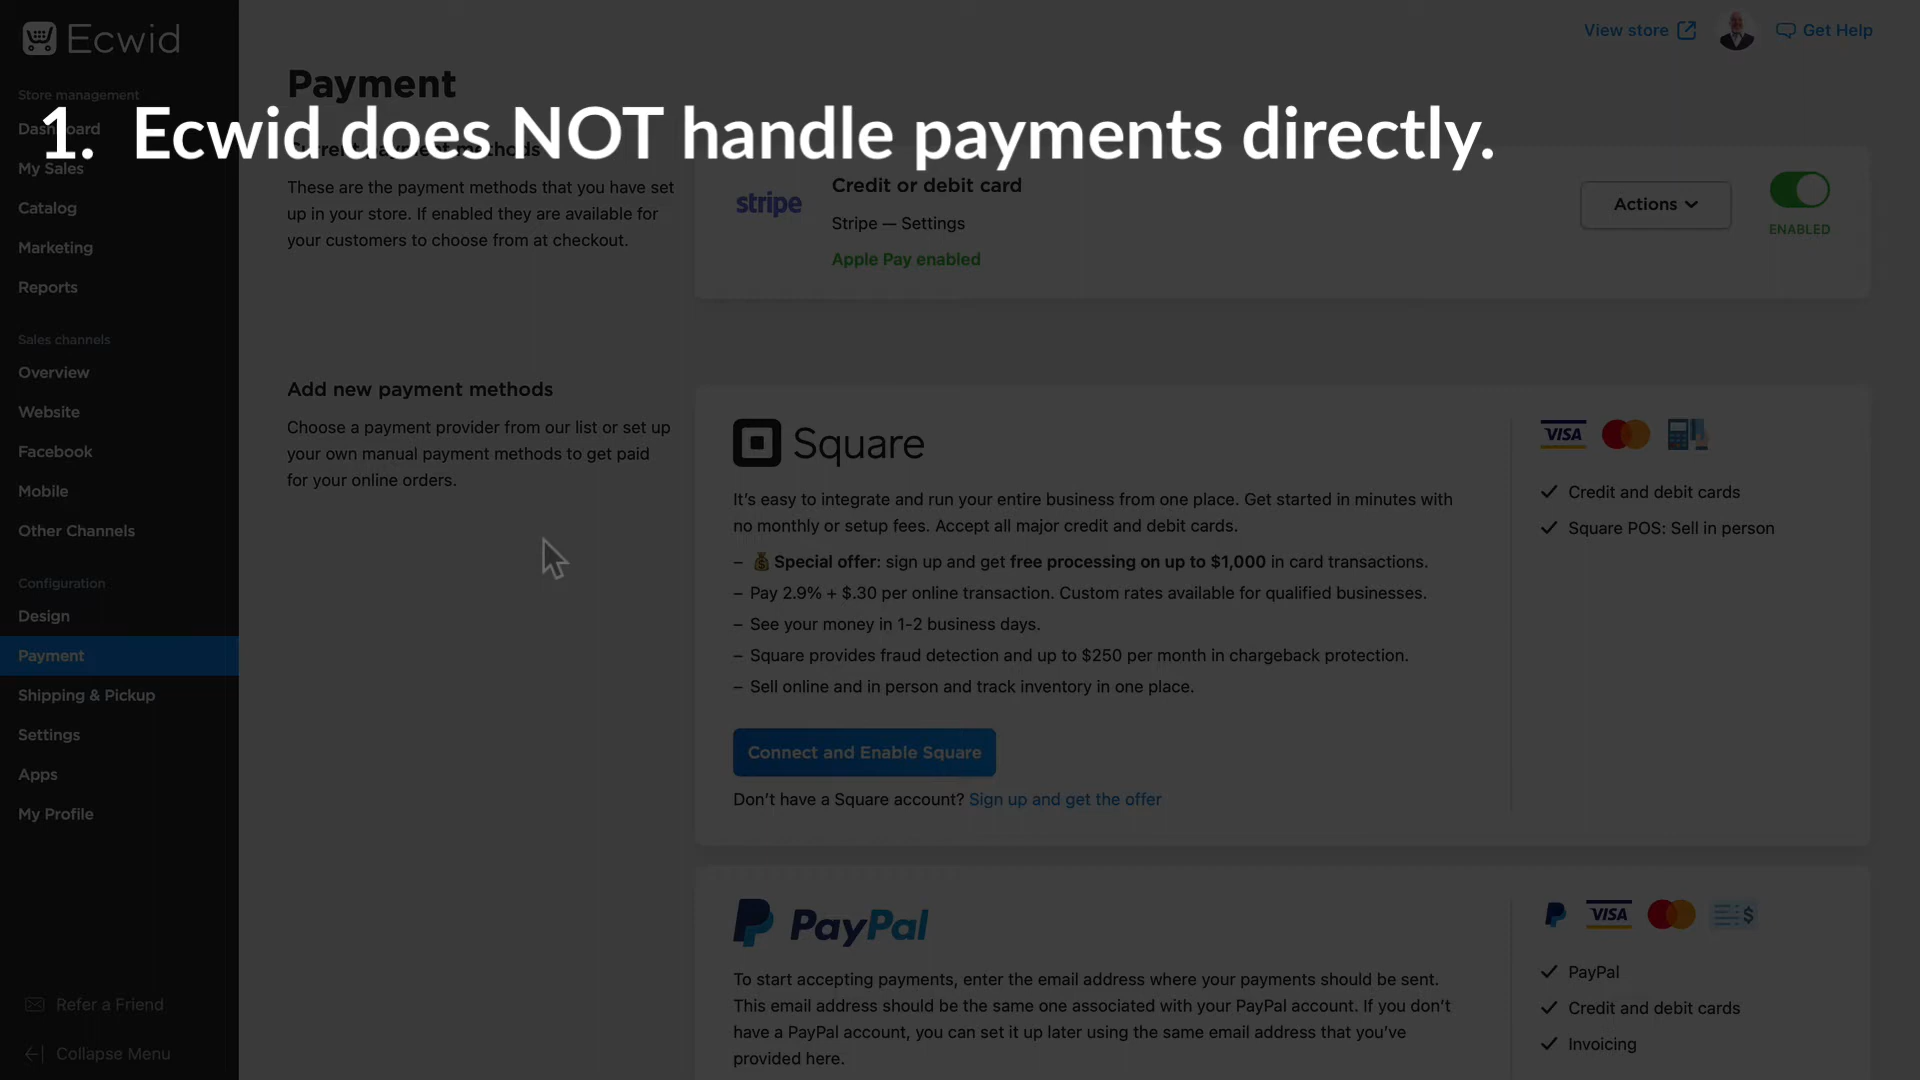 Ecwid
View store
Get Help
Store management
Payment
1. Ecwid does NOT handle payments directly.
Dashboard
My Sales
Catalog
Marketing
Reports
Sales channels
Overview
Website
Facebook
Mobile
Other Channels
Configuration
Design
Payment
Shipping & Pickup
Settings
Apps
My Profile
Refer a Friend
Collapse Menu
Current payment methods
These are the payment methods that you have set
up in your store. If enabled they are available for
your customers to choose from at checkout.
stripe
Credit or debit card
Stripe — Settings
Apple Pay enabled
Actions
ENABLED
Add new payment methods
Choose a payment provider from our list or set up
your own manual payment methods to get paid
for your online orders.
Square
It's easy to integrate and run your entire business from one place. Get started in minutes with
no monthly or setup fees. Accept all major credit and debit cards.
– Special offer: sign up and get free processing on up to $1,000 in card transactions.
– Pay 2.9% + $.30 per online transaction. Custom rates available for qualified businesses.
– See your money in 1-2 business days.
– Square provides fraud detection and up to $250 per month in chargeback protection.
– Sell online and in person and track inventory in one place.
Connect and Enable Square
Don't have a Square account? Sign up and get the offer
VISA
Credit and debit cards
Square POS: Sell in person
PayPal
To start accepting payments, enter the email address where your payments should be sent.
This email address should be the same one associated with your PayPal account. If you don't
have a PayPal account, you can set it up later using the same email address that you've
provided here.
VISA
$
PayPal
Credit and debit cards
Invoicing